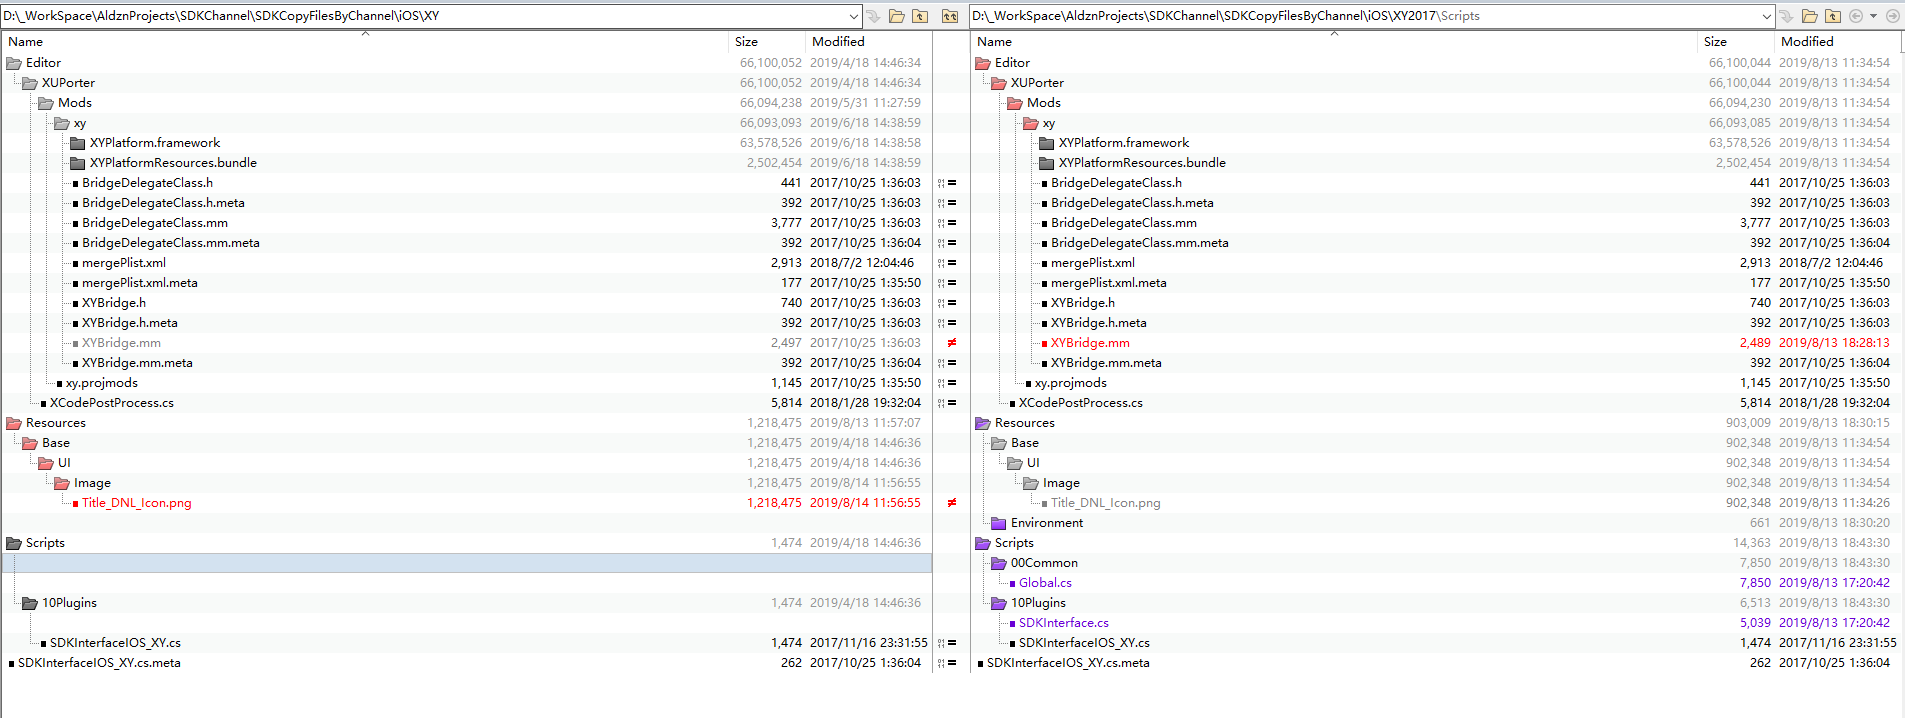 D:\_WorkSpace\AldznProjects\SDKChannel\SDKCopyFilesByChannel\iOS\XY D:\_WorkSpace\AldznProjects\SDKChannel\SDKCopyFilesByChannel\iOS\XY2017\Scripts
Name Size Modified Name Size Modified
Editor 66,100,052 2019/4/18 14:46:34 Editor 66,100,044 2019/8/13 11:34:54
XUPorter 66,100,052 2019/4/18 14:46:34 XUPorter 66,100,044 2019/8/13 11:34:54
Mods 66,094,238 2019/5/31 11:27:59 Mods 66,094,230 2019/8/13 11:34:54
xy 66,093,093 2019/6/18 14:38:59 xy 66,093,085 2019/8/13 11:34:54
XYPlatform.framework 63,578,526 2019/6/18 14:38:58 XYPlatform.framework 63,578,526 2019/8/13 11:34:54
XYPlatformResources.bundle 2,502,454 2019/6/18 14:38:59 XYPlatformResources.bundle 2,502,454 2019/8/13 11:34:54
BridgeDelegateClass.h 441 2017/10/25 1:36:03 = BridgeDelegateClass.h 441 2017/10/25 1:36:03
BridgeDelegateClass.h.meta 392 2017/10/25 1:36:03 = BridgeDelegateClass.h.meta 392 2017/10/25 1:36:03
BridgeDelegateClass.mm 3,777 2017/10/25 1:36:03 = BridgeDelegateClass.mm 3,777 2017/10/25 1:36:03
BridgeDelegateClass.mm.meta 392 2017/10/25 1:36:04 = BridgeDelegateClass.mm.meta 392 2017/10/25 1:36:04
mergePlist.xml 2,913 2018/7/2 12:04:46 = mergePlist.xml 2,913 2018/7/2 12:04:46
mergePlist.xml.meta 177 2017/10/25 1:35:50 = mergePlist.xml.meta 177 2017/10/25 1:35:50
XYBridge.h 740 2017/10/25 1:36:03 = XYBridge.h 740 2017/10/25 1:36:03
XYBridge.h.meta 392 2017/10/25 1:36:03 = XYBridge.h.meta 392 2017/10/25 1:36:03
XYBridge.mm 2,497 2017/10/25 1:36:03 ≠ XYBridge.mm 2,489 2019/8/13 18:28:13
XYBridge.mm.meta 392 2017/10/25 1:36:04 = XYBridge.mm.meta 392 2017/10/25 1:36:04
xy.projmods 1,145 2017/10/25 1:35:50 = xy.projmods 1,145 2017/10/25 1:35:50
XCodePostProcess.cs 5,814 2018/1/28 19:32:04 = XCodePostProcess.cs 5,814 2018/1/28 19:32:04
Resources 1,218,475 2019/8/13 11:57:07 Resources 903,009 2019/8/13 18:30:15
Base 1,218,475 2019/4/18 14:46:36 Base 902,348 2019/8/13 11:34:54
UI 1,218,475 2019/4/18 14:46:36 UI 902,348 2019/8/13 11:34:54
Image 1,218,475 2019/8/14 11:56:55 Image 902,348 2019/8/13 11:34:54
Title_DNL_Icon.png 1,218,475 2019/8/14 11:56:55 ≠ Title_DNL_Icon.png 902,348 2019/8/13 11:34:26
Environment 661 2019/8/13 18:30:20
Scripts 1,474 2019/4/18 14:46:36 Scripts 14,363 2019/8/13 18:43:30
00Common 7,850 2019/8/13 18:43:30
Global.cs 7,850 2019/8/13 17:20:42
10Plugins 1,474 2019/4/18 14:46:36 10Plugins 6,513 2019/8/13 18:43:30
SDKInterface.cs 5,039 2019/8/13 17:20:42
SDKInterfaceIOS_XY.cs 1,474 2017/11/16 23:31:55 = SDKInterfaceIOS_XY.cs 1,474 2017/11/16 23:31:55
SDKInterfaceIOS_XY.cs.meta 262 2017/10/25 1:36:04 = SDKInterfaceIOS_XY.cs.meta 262 2017/10/25 1:36:04